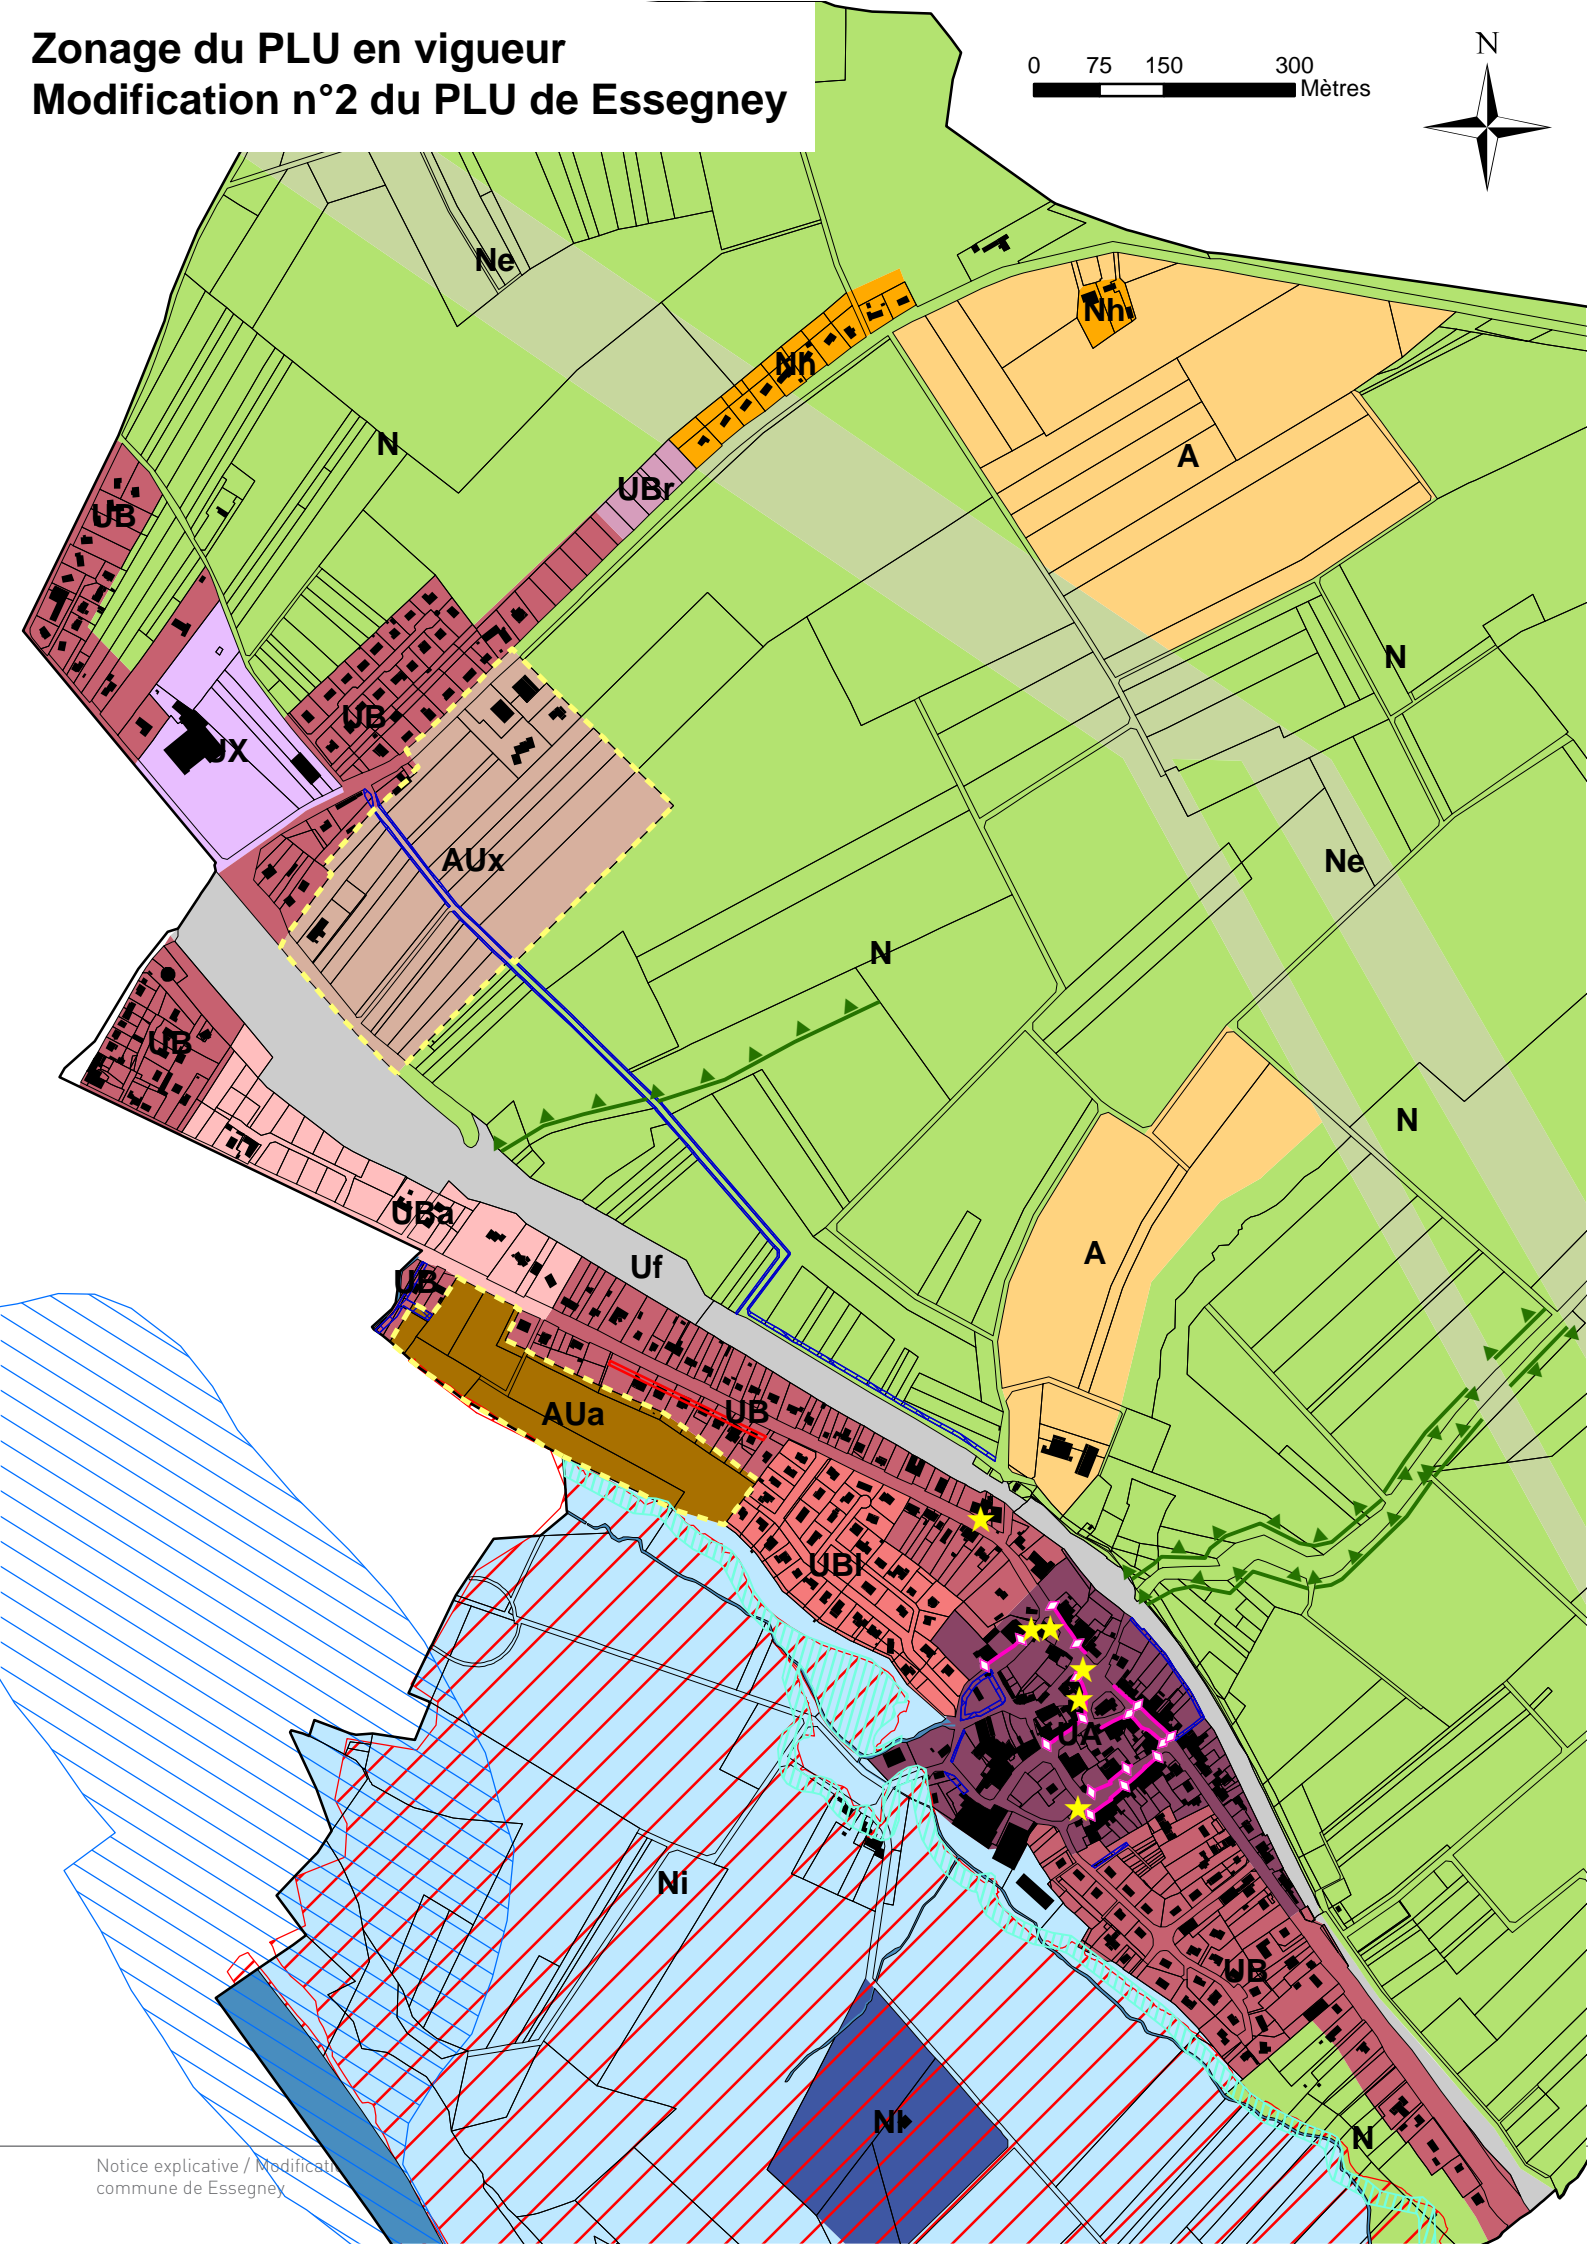 Zonage du PLU en vigueur
Modification n°2 du PLU de Essegney
0 75 150 300
Mètres
N
Ne
Nh
Nh
N
A
UBr
UB
N
UB
UX
AUx
Ne
N
UB
N
UBa
A
Uf
UB
AUa
UB
UBl
UA
Ni
UB
Nl
N
Notice explicative / Modificati
commune de Essegney